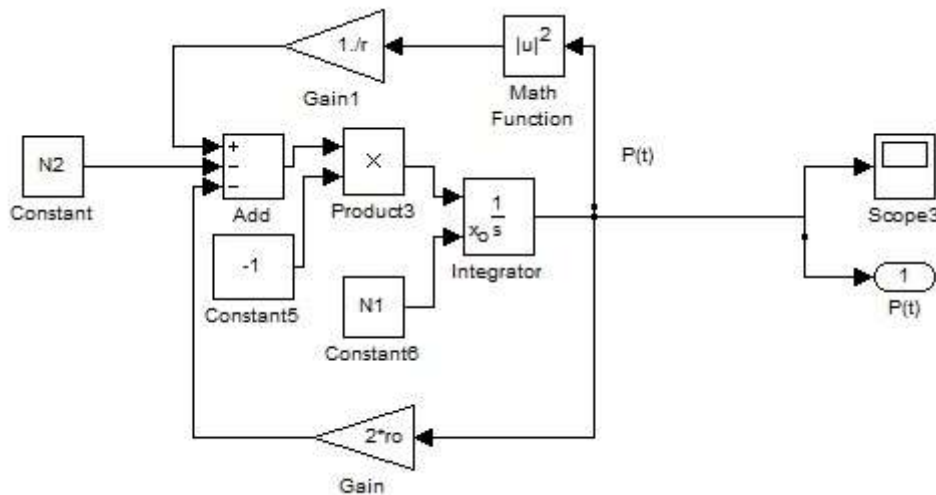 |u|²
Math
Function
1./r
Gain1
P(t)
N2
Constant
+
−
−
Add
×
Product3
-1
Constant5
N1
Constant6
1
s
xo
Integrator
Scope3
1
P(t)
2*ro
Gain